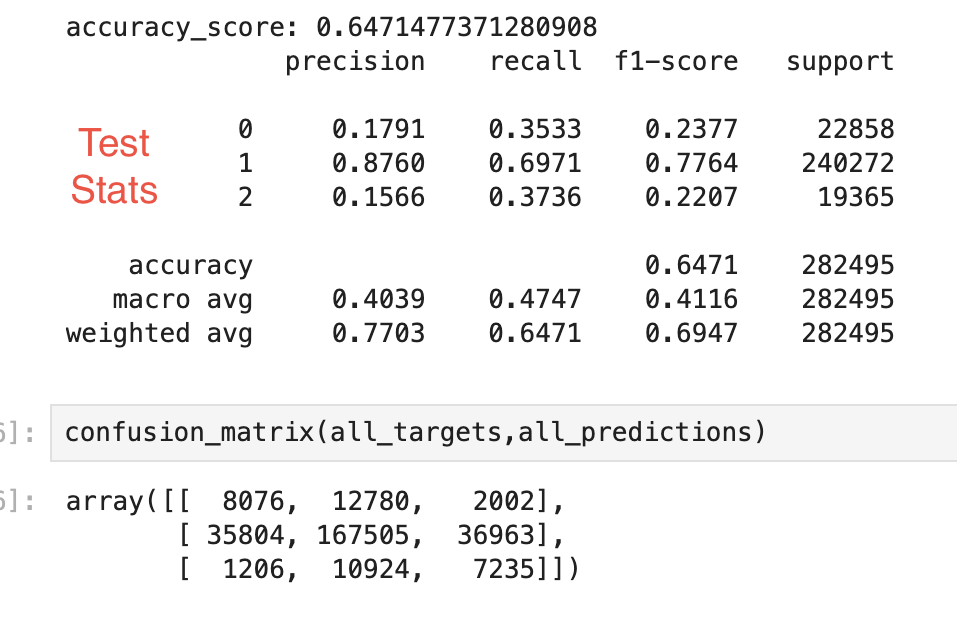 accuracy_score: 0.6471477371280908
precision recall f1-score support
0 0.1791 0.3533 0.2377 22858
1 0.8760 0.6971 0.7764 240272
2 0.1566 0.3736 0.2207 19365
Test
Stats
accuracy 0.6471 282495
macro avg 0.4039 0.4747 0.4116 282495
weighted avg 0.7703 0.6471 0.6947 282495
6]: confusion_matrix(all_targets,all_predictions)
6]: array([[ 8076, 12780, 2002],
[ 35804, 167505, 36963],
[ 1206, 10924, 7235]])